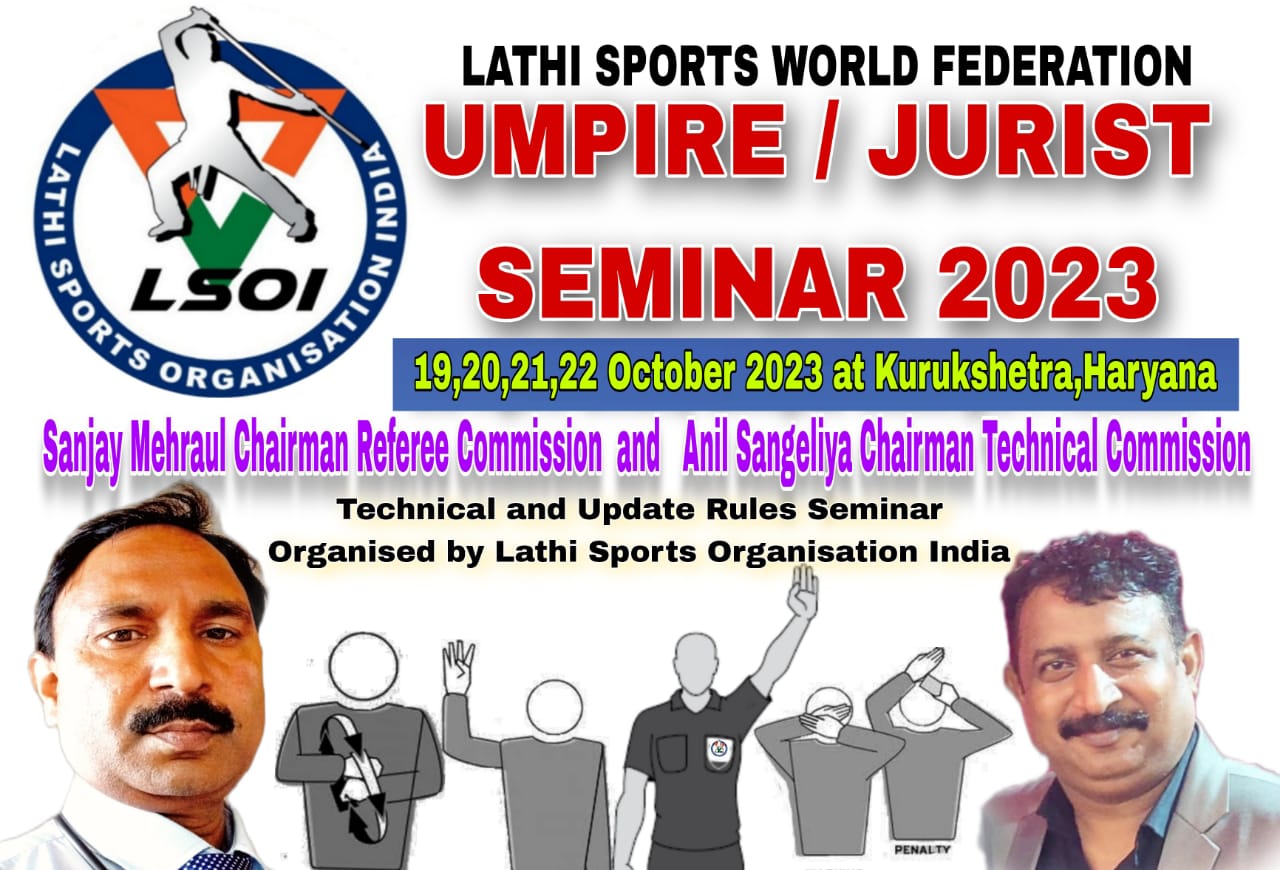 LATHI SPORTS WORLD FEDERATION
UMPIRE / JURIST
SEMINAR 2023
LATHI SPORTS ORGANISATION INDIA
LSOI
19,20,21,22 October 2023 at Kurukshetra,Haryana
Sanjay Mehraul Chairman Referee Commission and Anil Sangeliya Chairman Technical Commission
Technical and Update Rules Seminar
Organised by Lathi Sports Organisation India
PENALTY